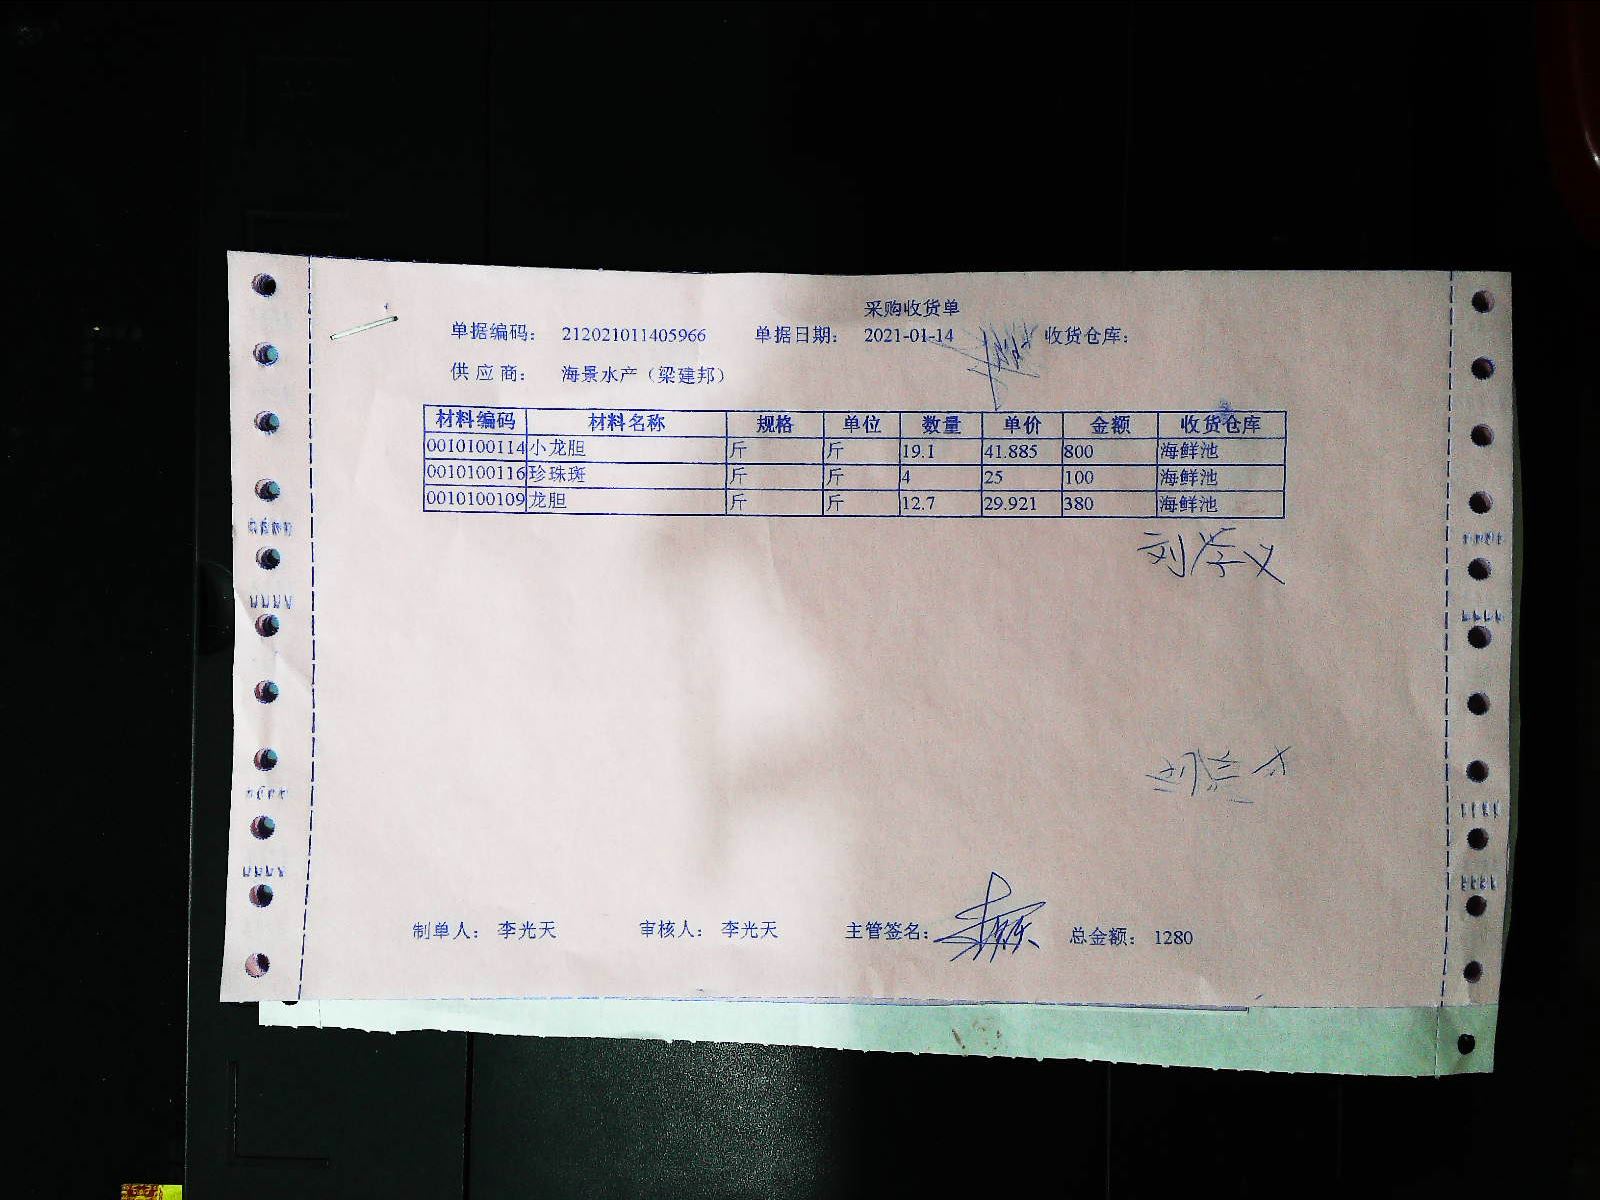 采购收货单
单据编码： 212021011405966 单据日期： 2021-01-14 收货仓库：
供 应 商： 海景水产（梁建邦）
材料编码 材料名称 规格 单位 数量 单价 金额 收货仓库
0010100114 小龙胆 斤 斤 19.1 41.885 800 海鲜池
0010100116 珍珠斑 斤 斤 4 25 100 海鲜池
0010100109 龙胆 斤 斤 12.7 29.921 380 海鲜池
刘学义
制单人： 李光天 审核人： 李光天 主管签名： 总金额： 1280